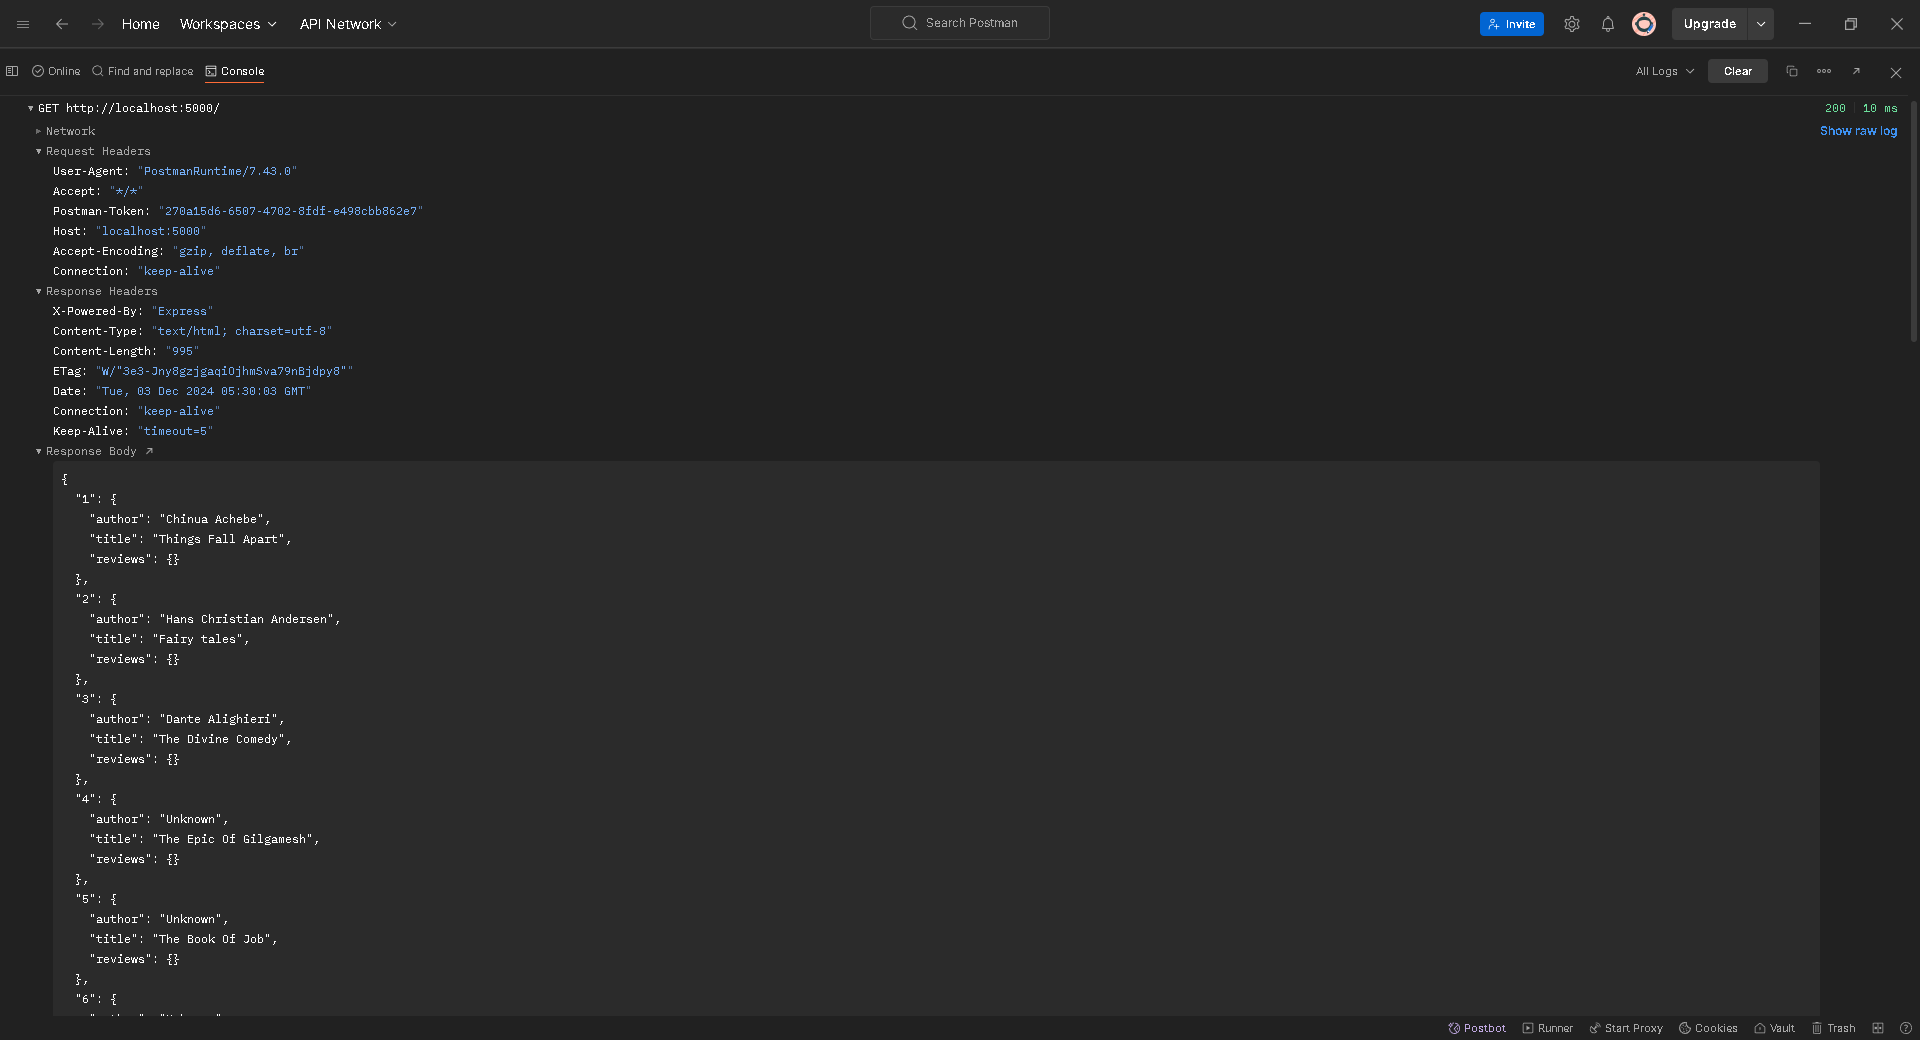 Home Workspaces API Network Search Postman Invite Upgrade
Online Find and replace Console All Logs Clear
GET http://localhost:5000/ 200 10 ms
Network Show raw log
Request Headers
User-Agent: "PostmanRuntime/7.43.0"
Accept: "*/*"
Postman-Token: "270a15d6-6507-4702-8fdf-e498cbb862e7"
Host: "localhost:5000"
Accept-Encoding: "gzip, deflate, br"
Connection: "keep-alive"
Response Headers
X-Powered-By: "Express"
Content-Type: "text/html; charset=utf-8"
Content-Length: "995"
ETag: "W/"3e3-Jny8gzjgaqiOjhmSva79nBjdpy8""
Date: "Tue, 03 Dec 2024 05:30:03 GMT"
Connection: "keep-alive"
Keep-Alive: "timeout=5"
Response Body
{
"1": {
"author": "Chinua Achebe",
"title": "Things Fall Apart",
"reviews": {}
},
"2": {
"author": "Hans Christian Andersen",
"title": "Fairy tales",
"reviews": {}
},
"3": {
"author": "Dante Alighieri",
"title": "The Divine Comedy",
"reviews": {}
},
"4": {
"author": "Unknown",
"title": "The Epic Of Gilgamesh",
"reviews": {}
},
"5": {
"author": "Unknown",
"title": "The Book Of Job",
"reviews": {}
},
"6": {
Postbot Runner Start Proxy Cookies Vault Trash